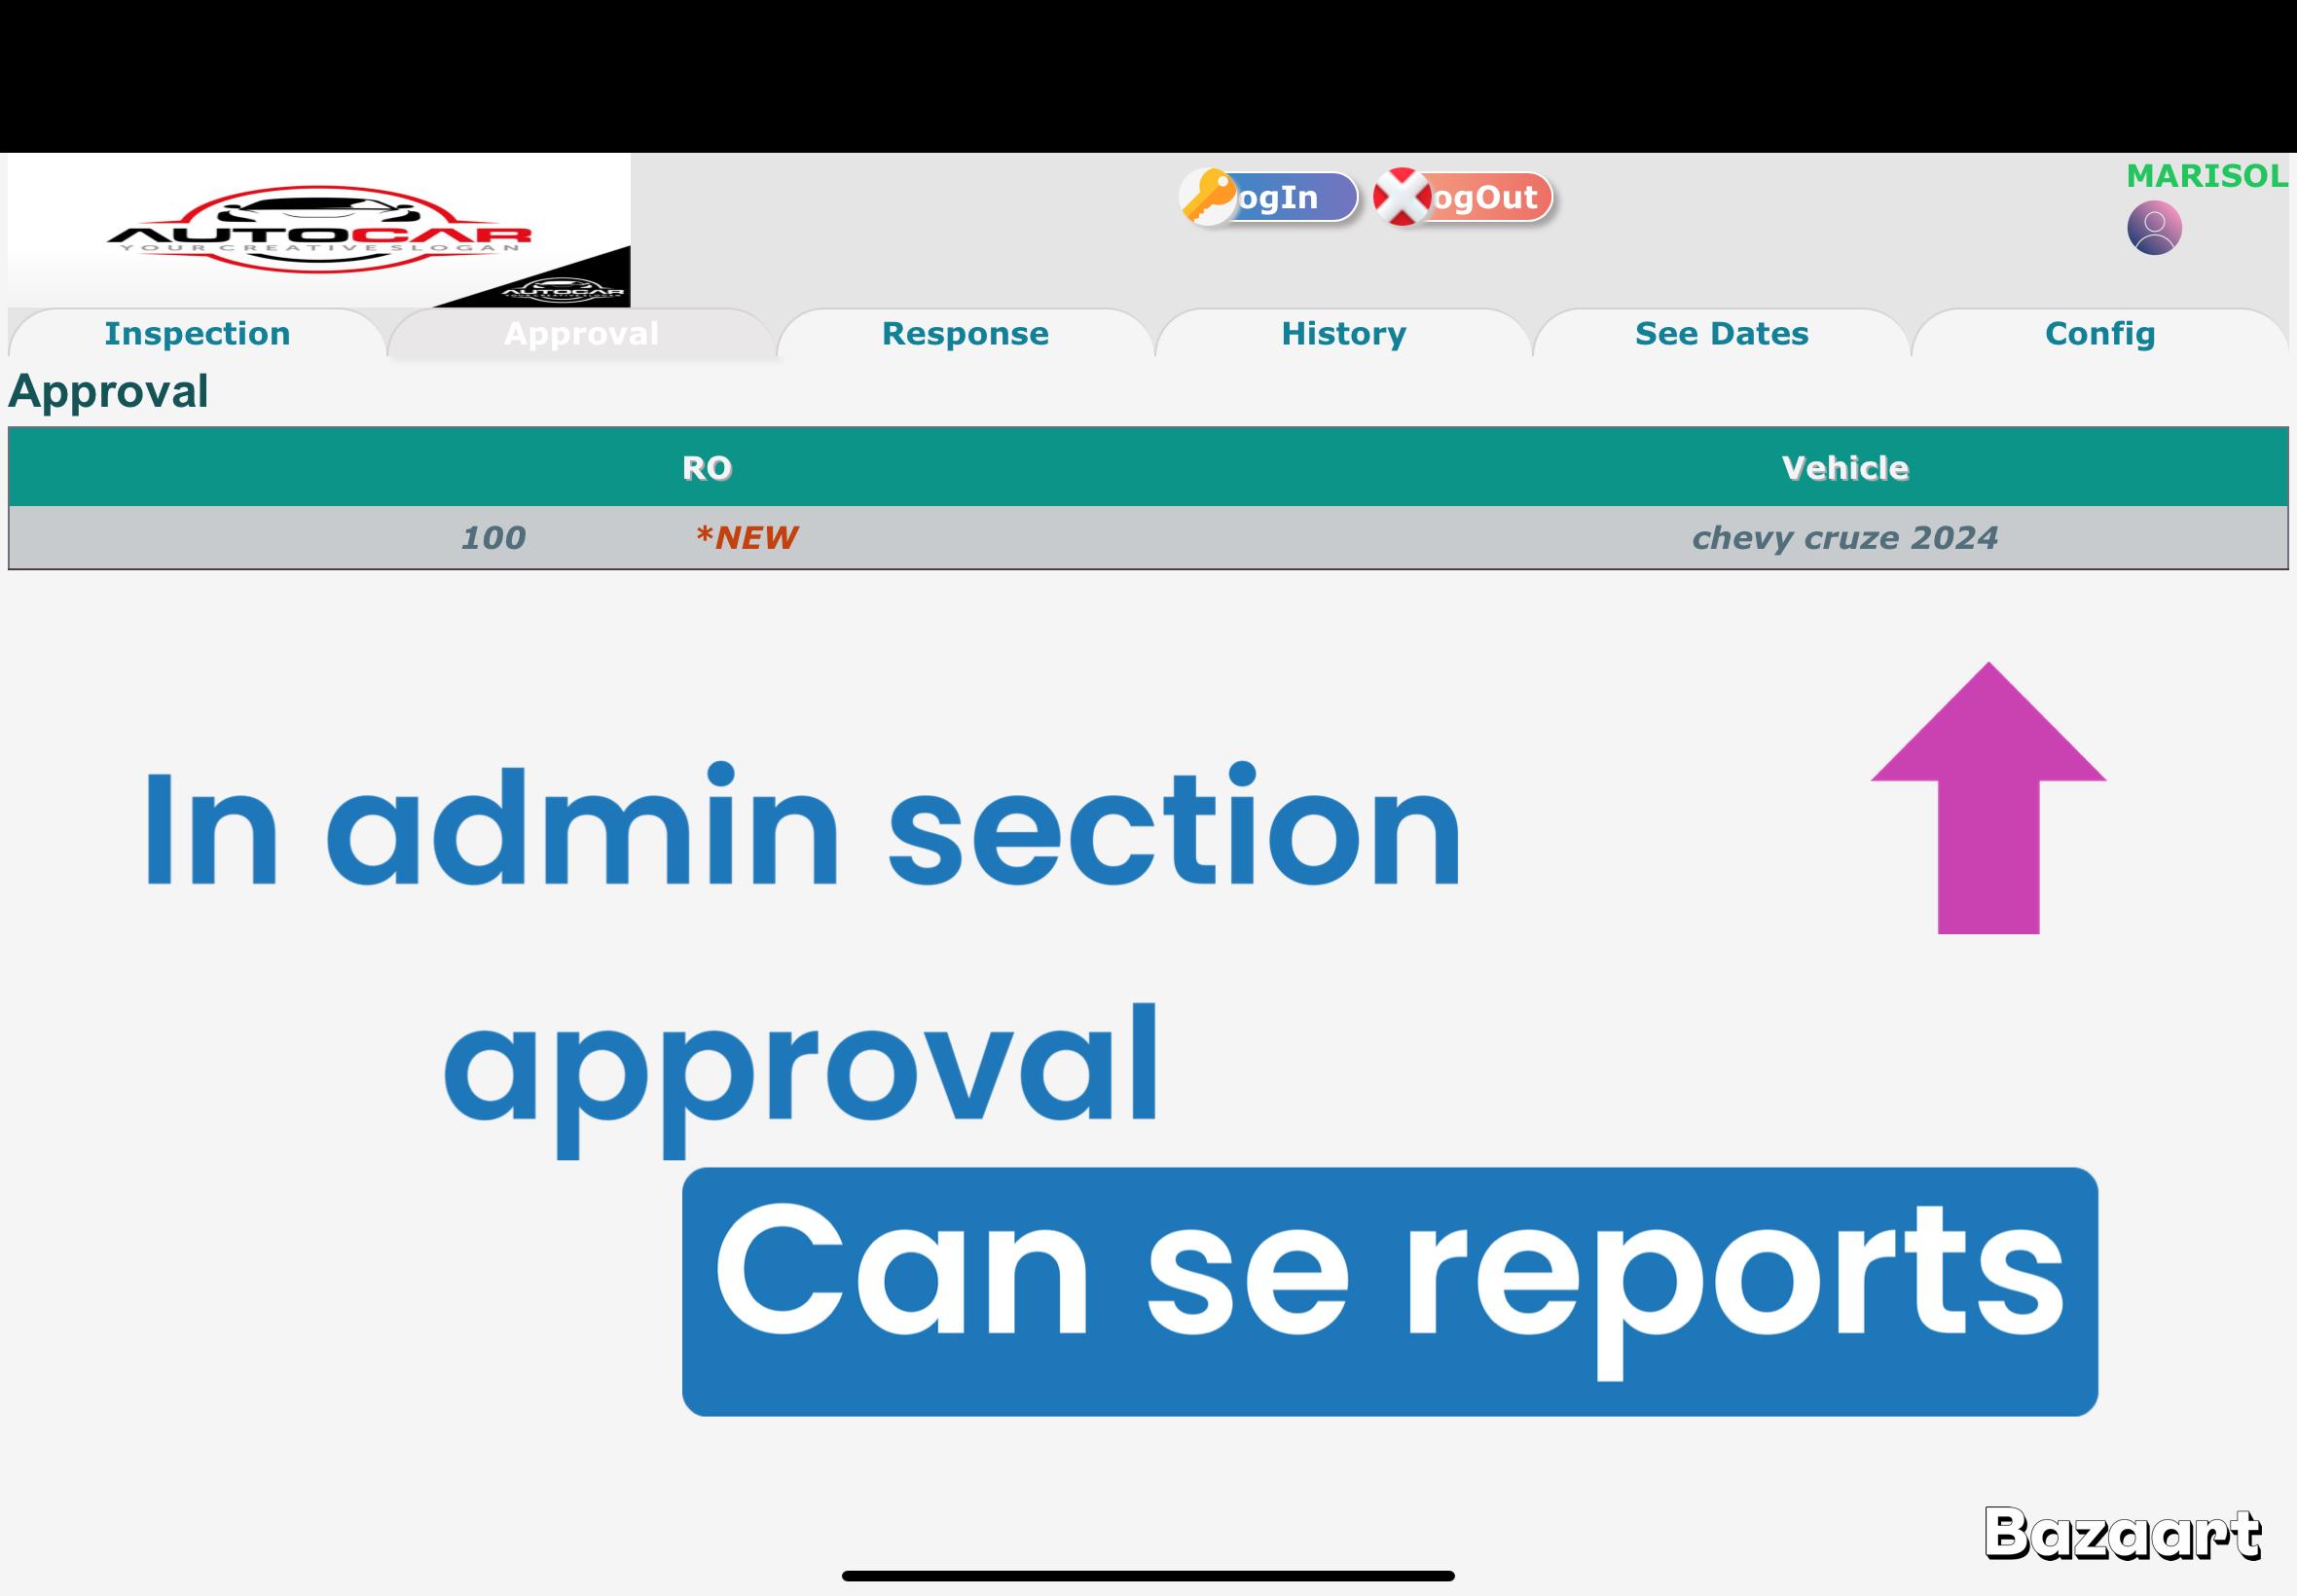 AUTOCAR
YOUR CREATIVE SLOGAN
AUTOCAR
ogIn
ogOut
MARISOL
Inspection
Approval
Response
History
See Dates
Config
Approval
RO
Vehicle
100
*NEW
chevy cruze 2024
In admin section
approval
Can se reports
Bazaart